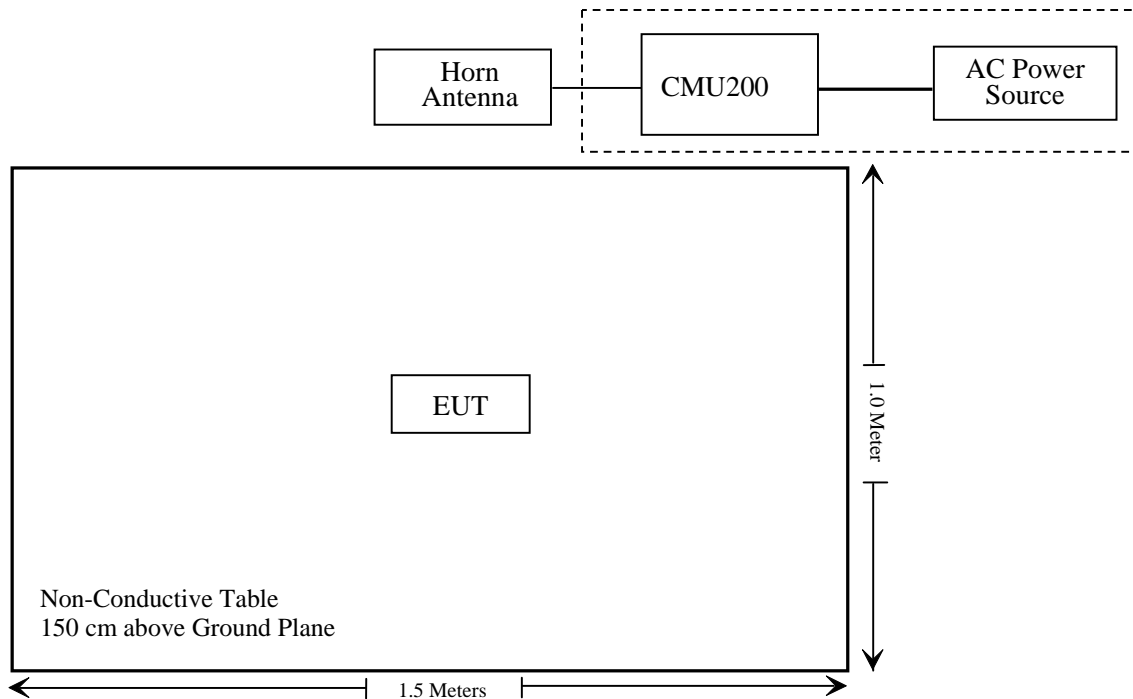 Horn
Antenna
CMU200
AC Power
Source
EUT
1.0 Meter
Non-Conductive Table
150 cm above Ground Plane
1.5 Meters